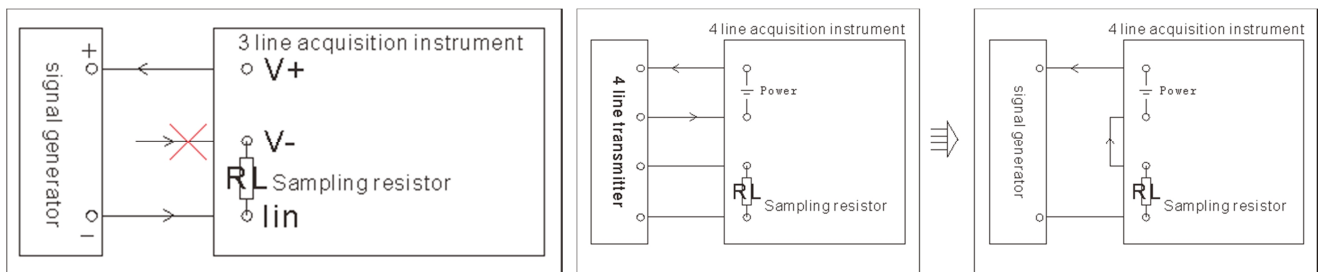 3 line acquisition instrument
+
V+
signal generator
V-
RL Sampling resistor
Iin
—
4 line acquisition instrument
4 line transmitter
Power
RL Sampling resistor
4 line acquisition instrument
signal generator
Power
RL Sampling resistor